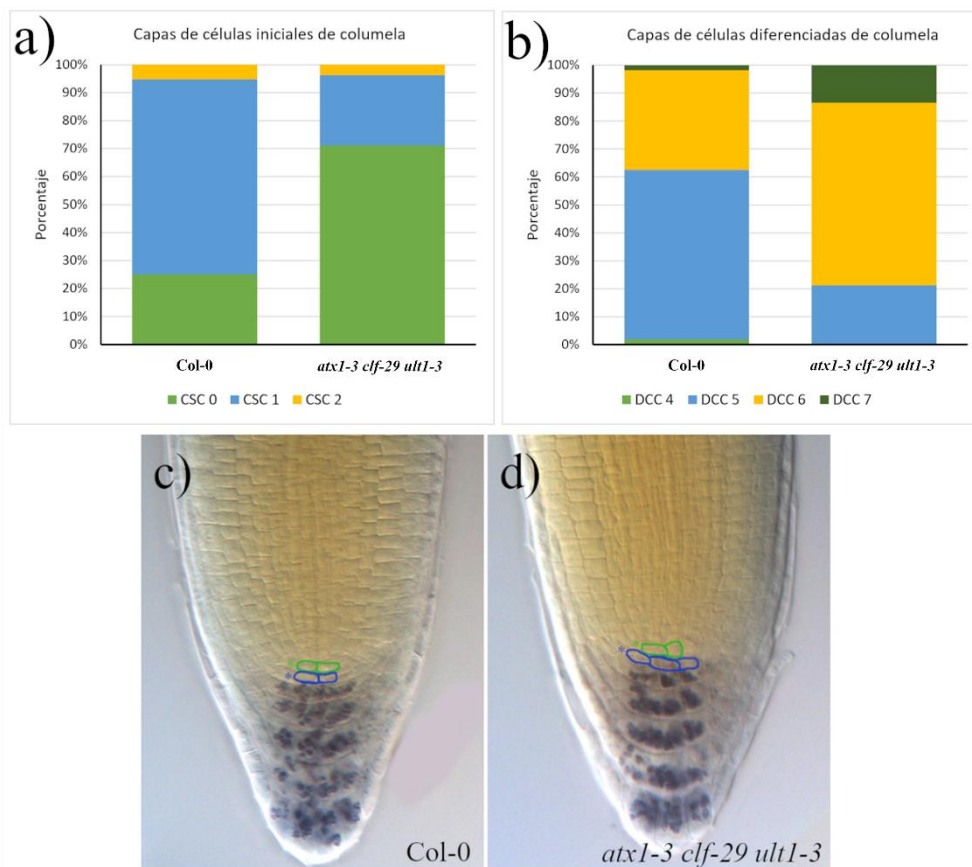 a)
Capas de células iniciales de columela
100%
90%
80%
70%
60%
50%
40%
30%
20%
10%
0%
Porcentaje
Col-0
atx1-3 clf-29 ult1-3
CSC 0 CSC 1 CSC 2
b)
Capas de células diferenciadas de columela
100%
90%
80%
70%
60%
50%
40%
30%
20%
10%
0%
Porcentaje
Col-0
atx1-3 clf-29 ult1-3
DCC 4 DCC 5 DCC 6 DCC 7
c)
*
*
Col-0
d)
*
*
atx1-3 clf-29 ult1-3